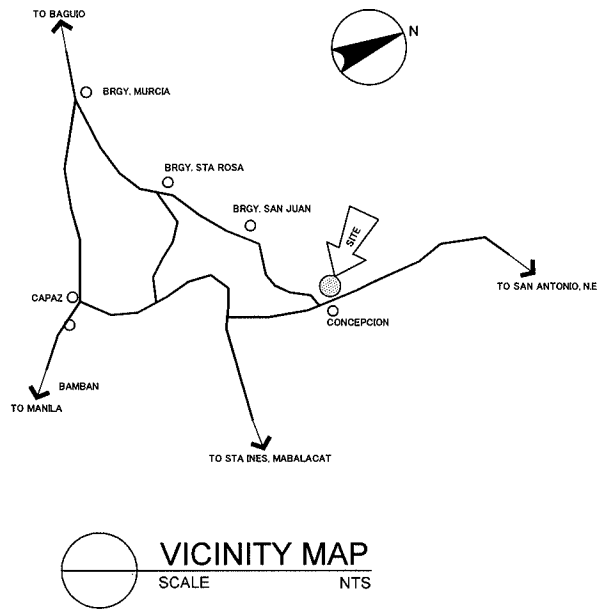 TO BAGUIO
N
BRGY. MURCIA
BRGY. STA ROSA
BRGY. SAN JUAN
SITE
TO SAN ANTONIO, N.E
CAPAZ
CONCEPCION
BAMBAN
TO MANILA
TO STA INES, MABALACAT
VICINITY MAP
SCALE NTS